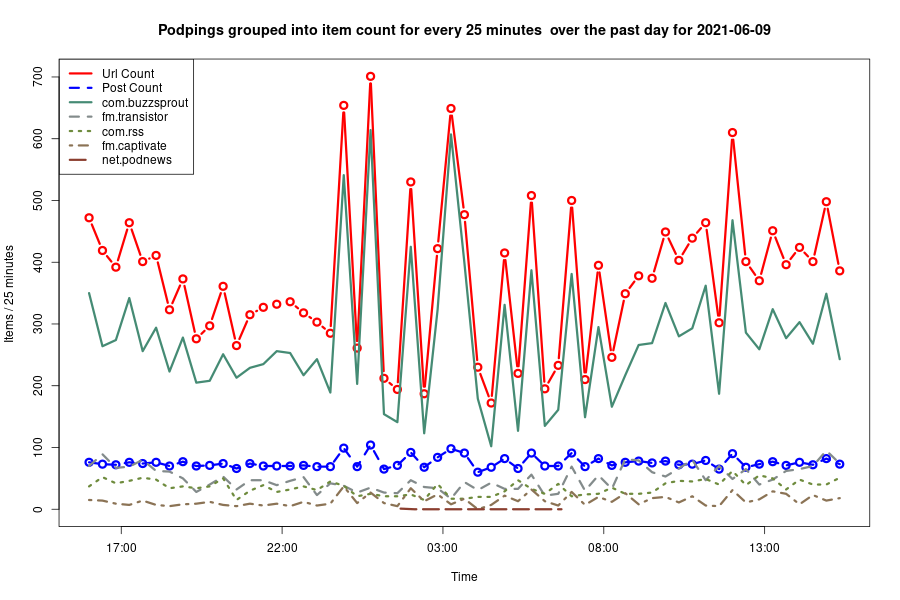 Podpings grouped into item count for every 25 minutes  over the past day for 2021-06-09
Url Count
Post Count
com.buzzsprout
fm.transistor
com.rss
fm.captivate
net.podnews
Items / 25 minutes
700
600
500
400
300
200
100
0
17:00
22:00
03:00
08:00
13:00
Time